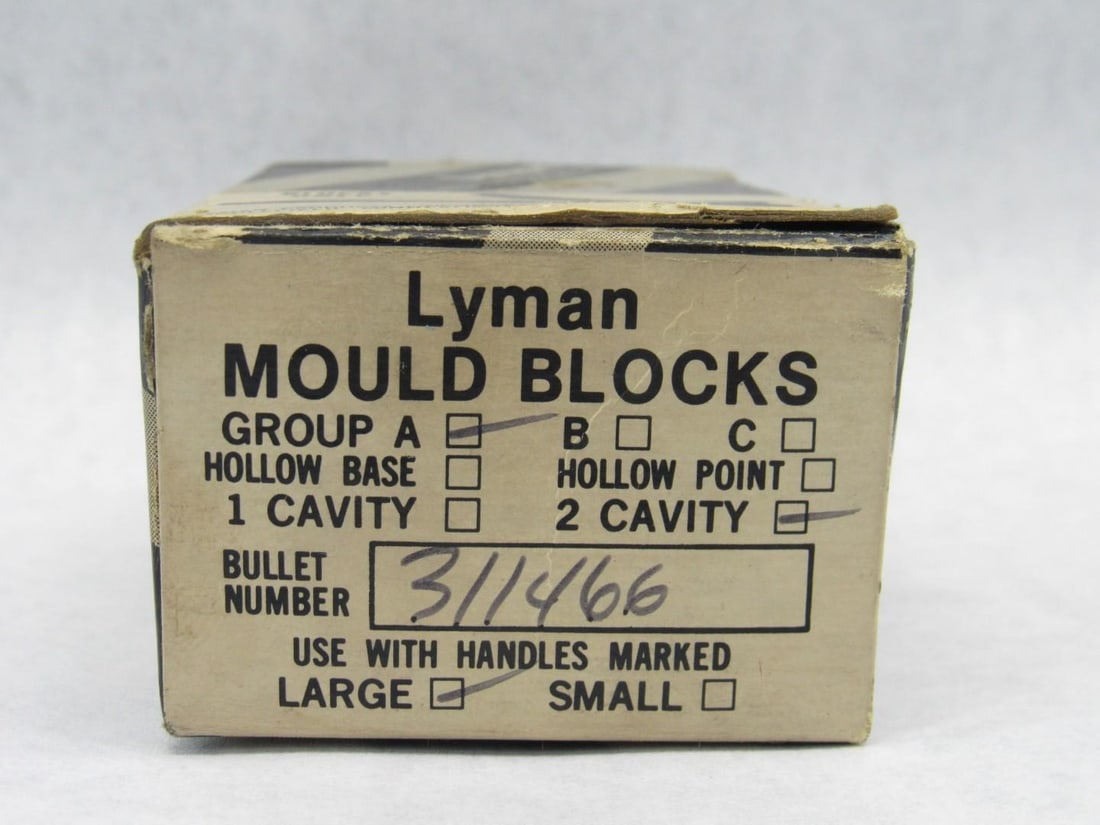 Lyman
MOULD BLOCKS
GROUP A ☑ B ☐ C ☐
HOLLOW BASE ☐ HOLLOW POINT ☐
1 CAVITY ☐ 2 CAVITY ☑
BULLET NUMBER 311466
USE WITH HANDLES MARKED
LARGE ☑ SMALL ☐